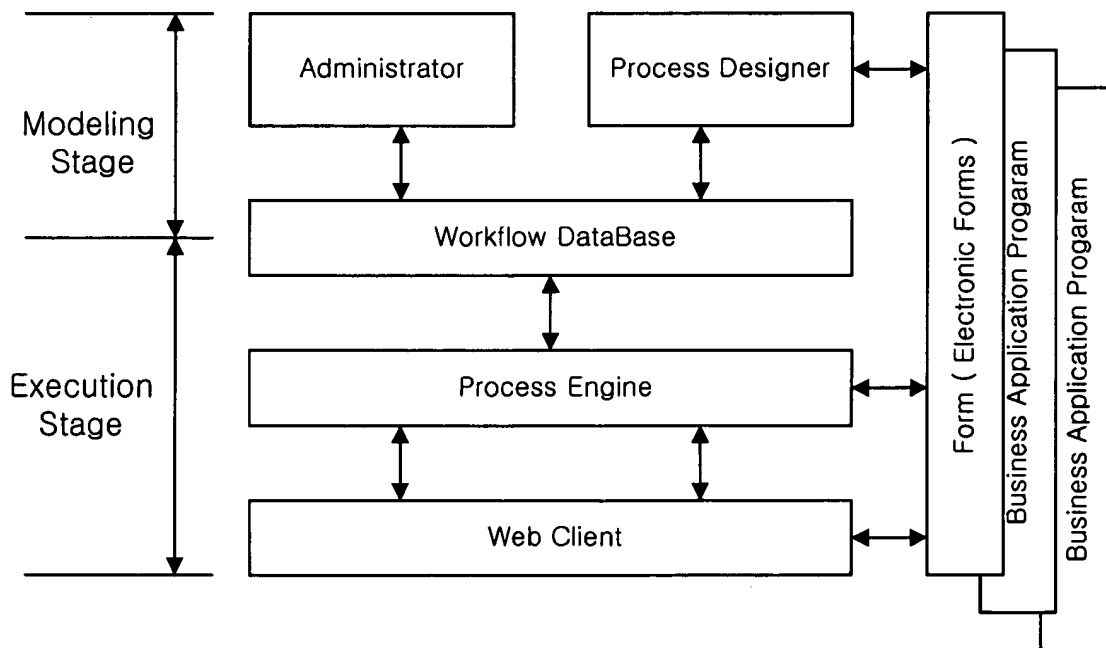 Administrator
Process Designer
Modeling
Stage
Workflow DataBase
Execution
Stage
Process Engine
Web Client
Form ( Electronic Forms )
Business Application Progaram
Business Application Progaram